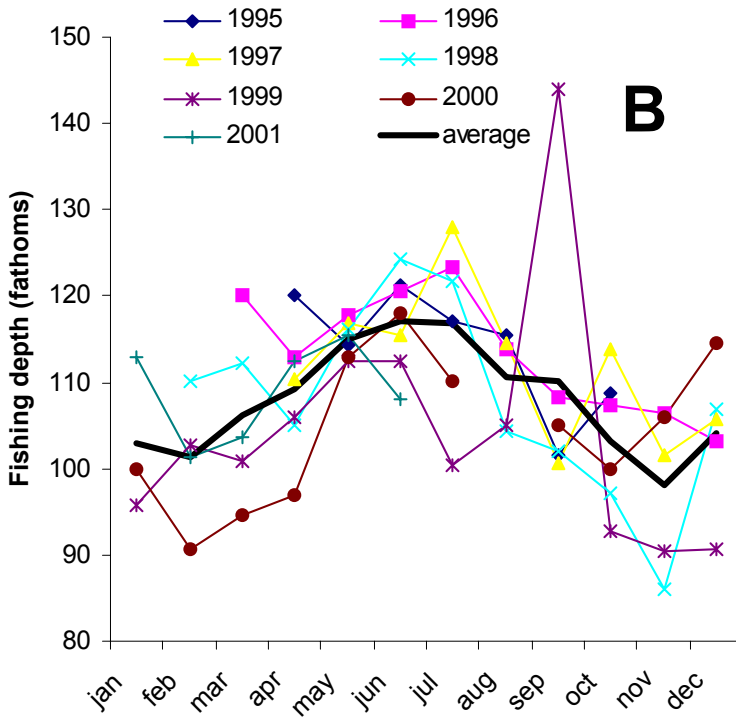 1995 1996
1997 1998
1999 2000
2001 average
B
Fishing depth (fathoms)
150
140
130
120
110
100
90
80
jan feb mar apr may jun jul aug sep oct nov dec